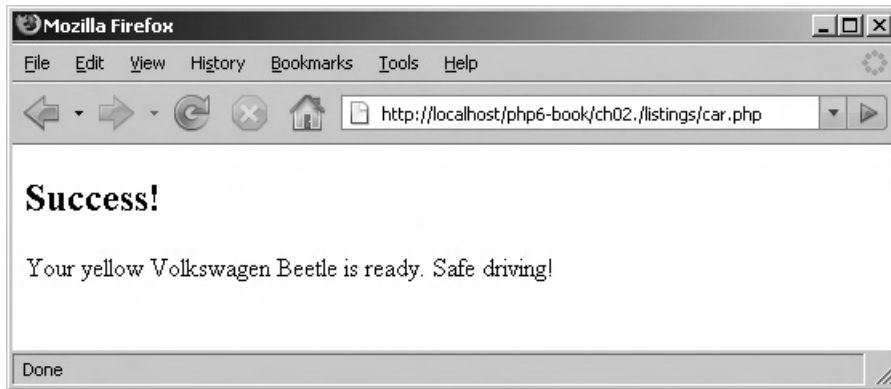 Mozilla Firefox
File Edit View History Bookmarks Tools Help
http://localhost/php6-book/ch02./listings/car.php
Success!
Your yellow Volkswagen Beetle is ready. Safe driving!
Done